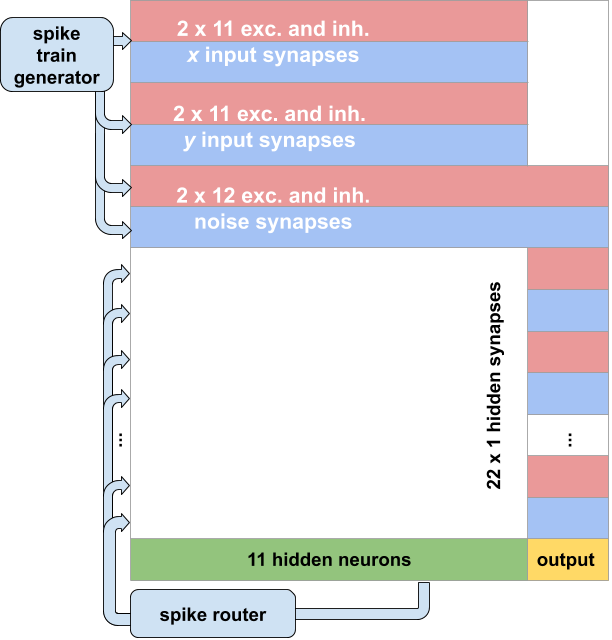 spike
train
generator
2 x 11 exc. and inh.
x input synapses
2 x 11 exc. and inh.
y input synapses
2 x 12 exc. and inh.
noise synapses
22 x 1 hidden synapses
...
...
11 hidden neurons
output
spike router